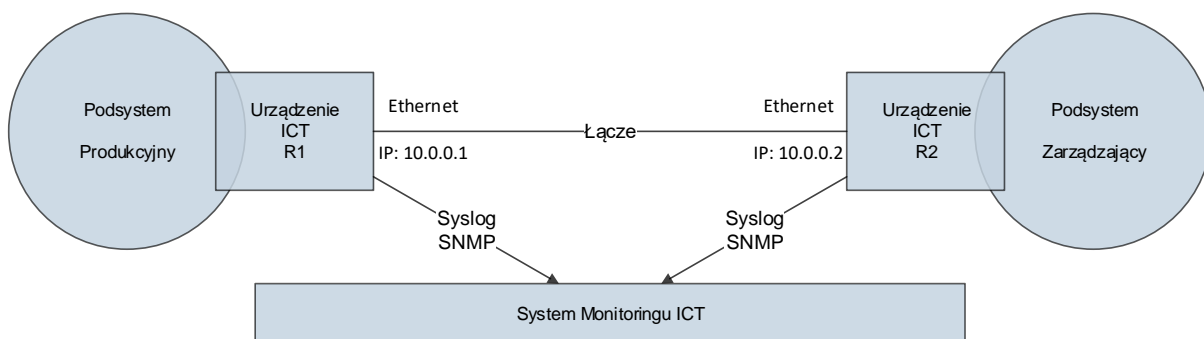 Podsystem
Produkcyjny
Urządzenie
ICT
R1
Ethernet
IP: 10.0.0.1
Łącze
Ethernet
IP: 10.0.0.2
Urządzenie
ICT
R2
Podsystem
Zarządzający
Syslog
SNMP
Syslog
SNMP
System Monitoringu ICT